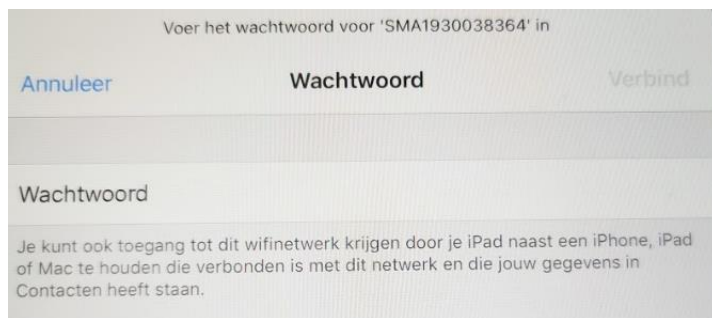 Voer het wachtwoord voor 'SMA1930038364' in
Annuleer Wachtwoord Verbind
Wachtwoord
Je kunt ook toegang tot dit wifinetwerk krijgen door je iPad naast een iPhone, iPad
of Mac te houden die verbonden is met dit netwerk en die jouw gegevens in
Contacten heeft staan.